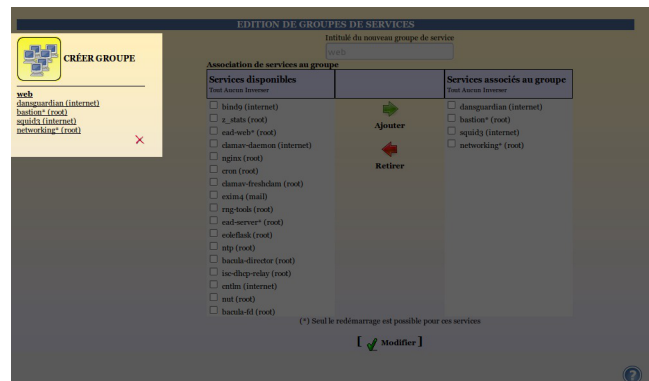 EDITION DE GROUPES DE SERVICES
CRÉER GROUPE
web
dansguardian (internet)
bastion* (root)
squid3 (internet)
networking* (root)
Intitulé du nouveau groupe de service
web
Association de services au groupe
Services disponibles
Tout Aucun Inverser
bind9 (internet)
z_stats (root)
ead-web* (root)
clamav-daemon (internet)
nginx (root)
cron (root)
clamav-freshclam (root)
exim4 (mail)
rng-tools (root)
ead-server* (root)
eoleflask (root)
ntp (root)
bacula-director (root)
isc-dhcp-relay (root)
cntlm (internet)
nut (root)
bacula-fd (root)
Ajouter
Retirer
Services associés au groupe
Tout Aucun Inverser
dansguardian (internet)
bastion* (root)
squid3 (internet)
networking* (root)
(*) Seul le redémarrage est possible pour ces services
[ Modifier ]
?